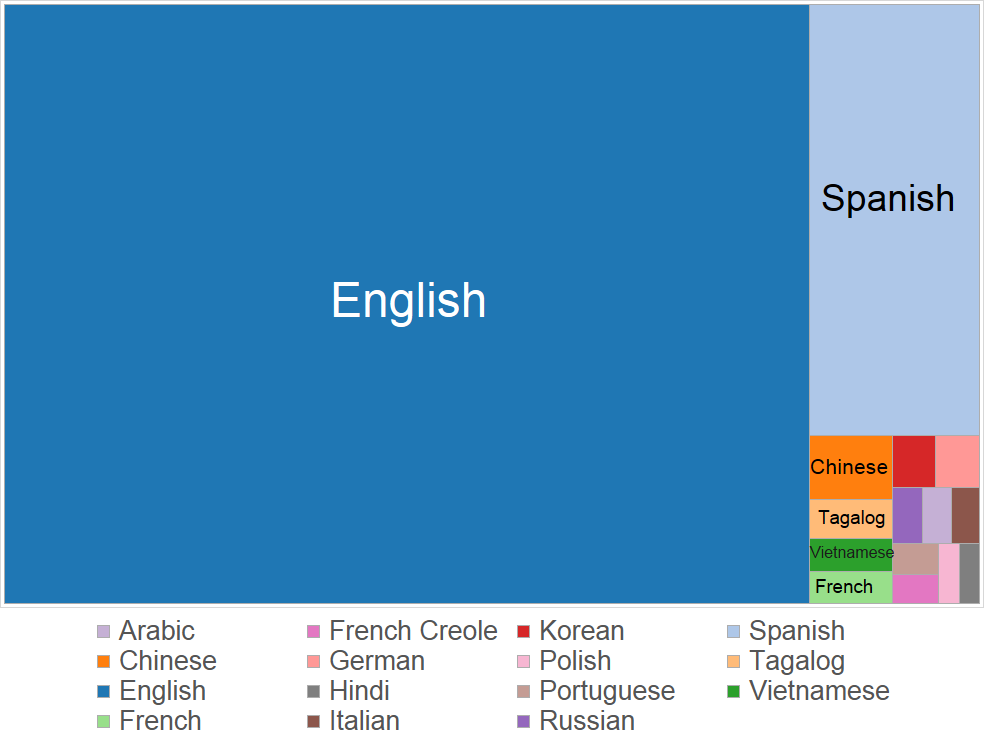 English
Spanish
Chinese
Tagalog
Vietnamese
French
Arabic French Creole Korean Spanish
Chinese German Polish Tagalog
English Hindi Portuguese Vietnamese
French Italian Russian